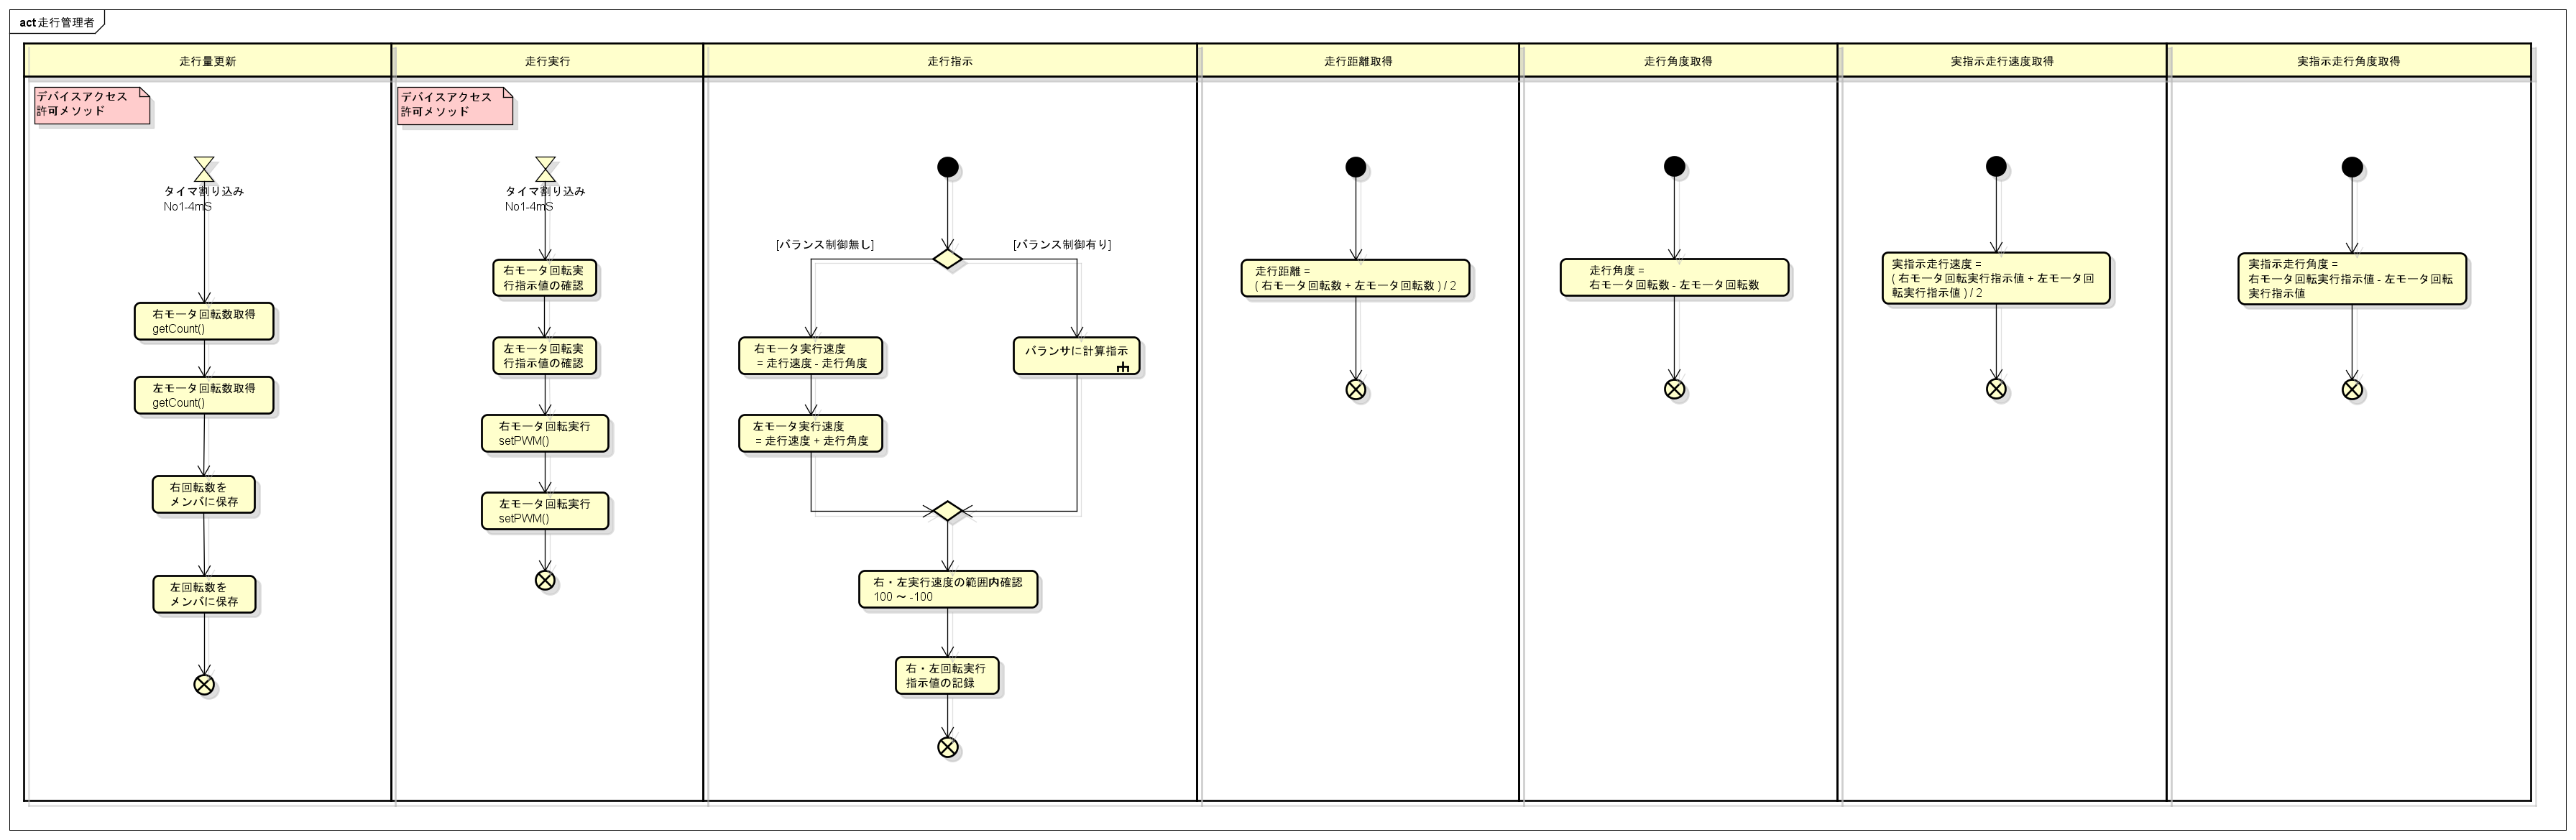 act 走行管理者
走行量更新
走行実行
走行指示
走行距離取得
走行角度取得
実指示走行速度取得
実指示走行角度取得
デバイスアクセス
許可メソッド
タイマ割り込み
No1-4mS
右モータ回転数取得
getCount()
左モータ回転数取得
getCount()
右回転数を
メンバに保存
左回転数を
メンバに保存
デバイスアクセス
許可メソッド
タイマ割り込み
No1-4mS
右モータ回転実
行指示値の確認
左モータ回転実
行指示値の確認
右モータ回転実行
setPWM()
左モータ回転実行
setPWM()
[バランス制御無し]
[バランス制御有り]
右モータ実行速度
= 走行速度 - 走行角度
左モータ実行速度
= 走行速度 + 走行角度
バランサに計算指示
右・左実行速度の範囲内確認
100 ～ -100
右・左回転実行
指示値の記録
走行距離 =
( 右モータ回転数 + 左モータ回転数 ) / 2
走行角度 =
右モータ回転数 - 左モータ回転数
実指示走行速度 =
( 右モータ回転実行指示値 + 左モータ回
転実行指示値 ) / 2
実指示走行角度 =
右モータ回転実行指示値 - 左モータ回転
実行指示値